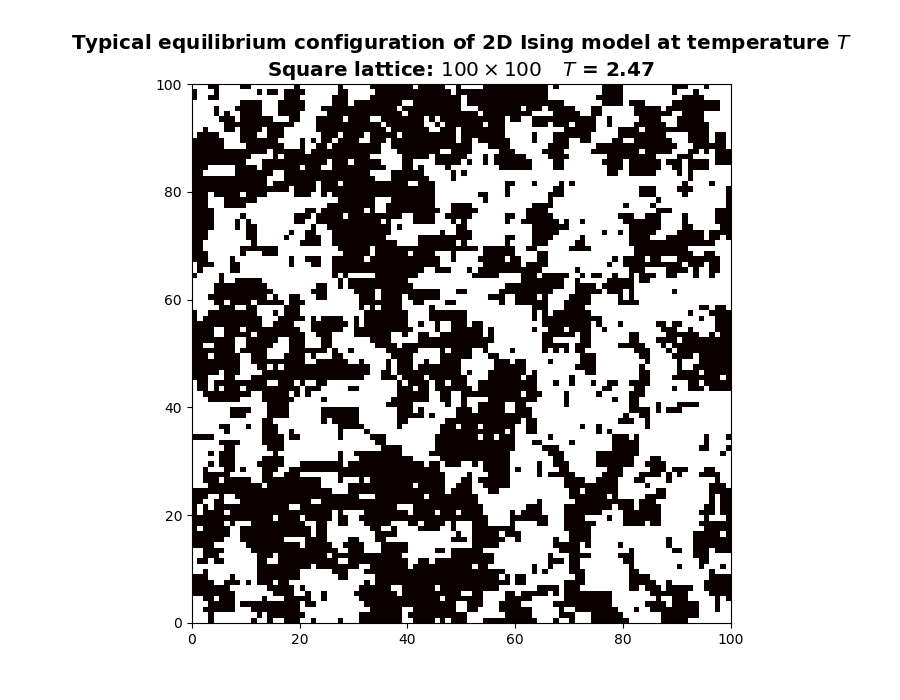 Typical equilibrium configuration of 2D Ising model at temperature T
Square lattice: 100 × 100 T = 2.47
100
80
60
40
20
0
0 20 40 60 80 100